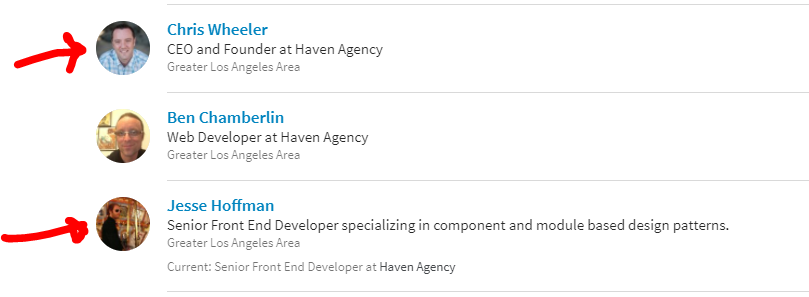 Chris Wheeler
CEO and Founder at Haven Agency
Greater Los Angeles Area
Ben Chamberlin
Web Developer at Haven Agency
Greater Los Angeles Area
Jesse Hoffman
Senior Front End Developer specializing in component and module based design patterns.
Greater Los Angeles Area
Current: Senior Front End Developer at Haven Agency